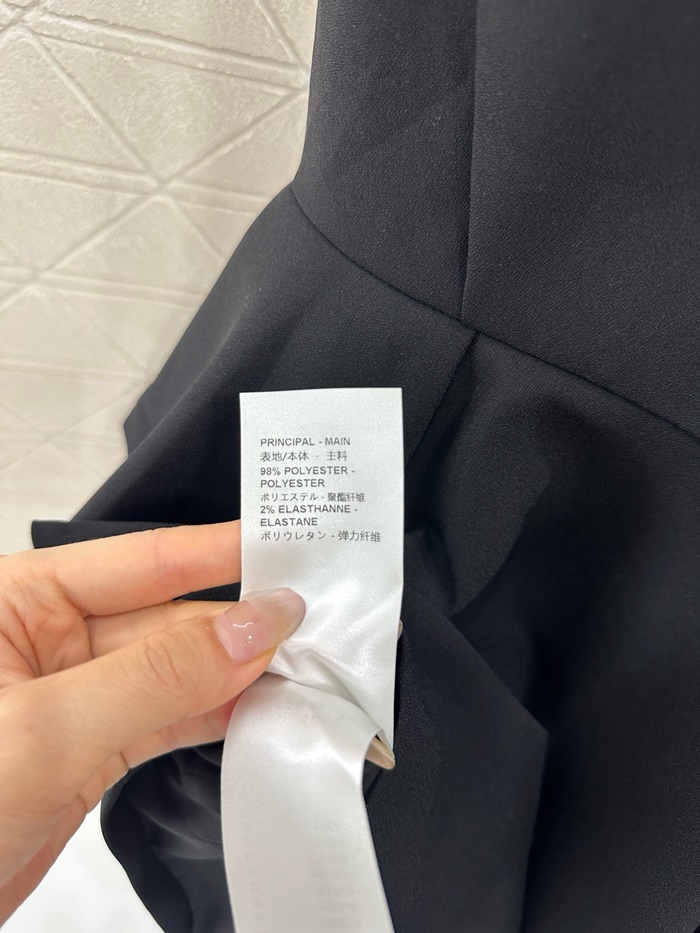 PRINCIPAL - MAIN
表地/本体 - 主料
98% POLYESTER -
POLYESTER
ポリエステル - 聚酯纤维
2% ELASTHANNE -
ELASTANE
ポリウレタン - 弹力纤维